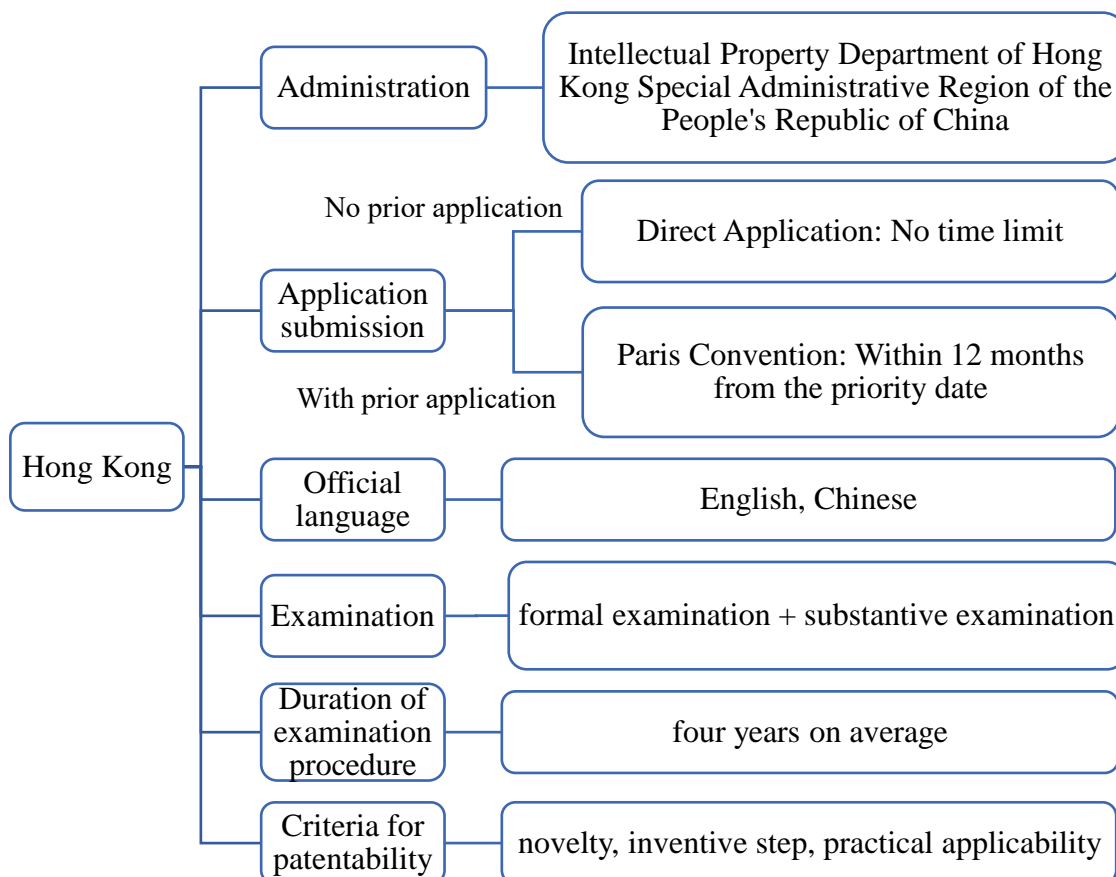 Hong Kong
Administration
Intellectual Property Department of Hong
Kong Special Administrative Region of the
People's Republic of China
Application
submission
No prior application
Direct Application: No time limit
With prior application
Paris Convention: Within 12 months
from the priority date
Official
language
English, Chinese
Examination
formal examination + substantive examination
Duration of
examination
procedure
four years on average
Criteria for
patentability
novelty, inventive step, practical applicability